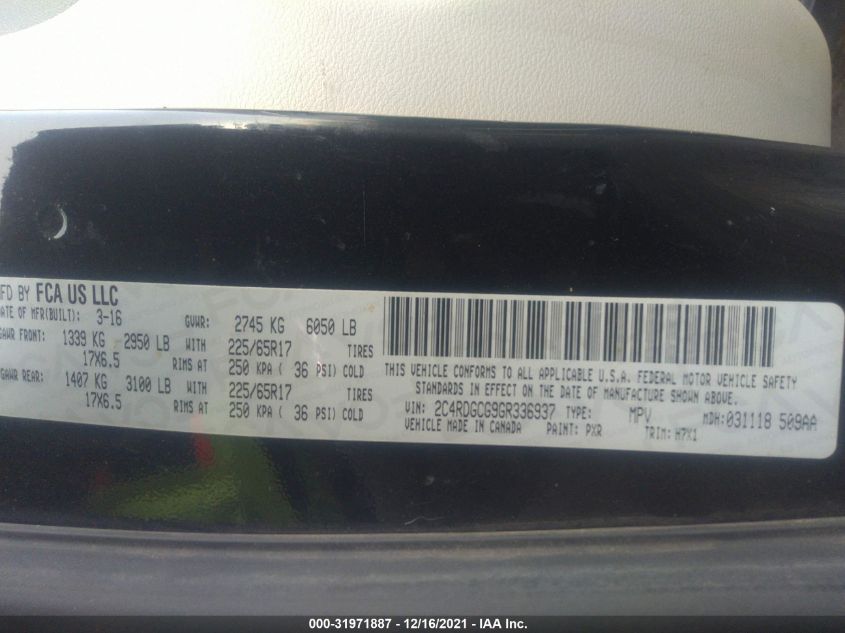 MFD BY FCA US LLC
DATE OF MFR(BUILT): 3-16 GVWR: 2745 KG 6050 LB
GAWR FRONT: 1339 KG 2950 LB WITH 225/65R17 TIRES
17X6.5 RIMS AT 250 KPA ( 36 PSI) COLD
GAWR REAR: 1407 KG 3100 LB WITH 225/65R17 TIRES
17X6.5 RIMS AT 250 KPA ( 36 PSI) COLD
THIS VEHICLE CONFORMS TO ALL APPLICABLE U.S.A. FEDERAL MOTOR VEHICLE SAFETY
STANDARDS IN EFFECT ON THE DATE OF MANUFACTURE SHOWN ABOVE.
VIN: 2C4RDGCG9GR336937 TYPE: MPV MDH:031118 509AA
VEHICLE MADE IN CANADA PAINT: PXR TRIM: H7X1
000-31971887 - 12/16/2021 - IAA Inc.